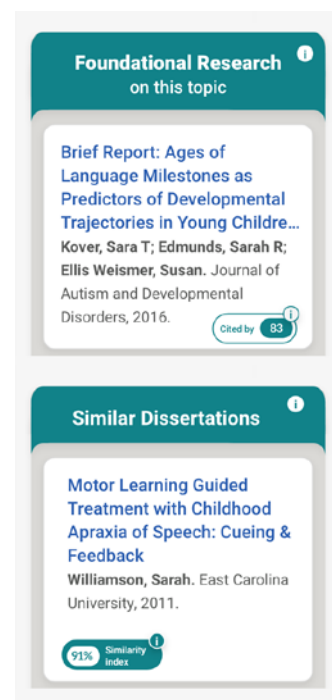 Foundational Research
on this topic
Brief Report: Ages of
Language Milestones as
Predictors of Developmental
Trajectories in Young Childre...
Kover, Sara T; Edmunds, Sarah R;
Ellis Weismer, Susan. Journal of
Autism and Developmental
Disorders, 2016.
Cited by 83
Similar Dissertations
Motor Learning Guided
Treatment with Childhood
Apraxia of Speech: Cueing &
Feedback
Williamson, Sarah. East Carolina
University, 2011.
91% Similarity
index